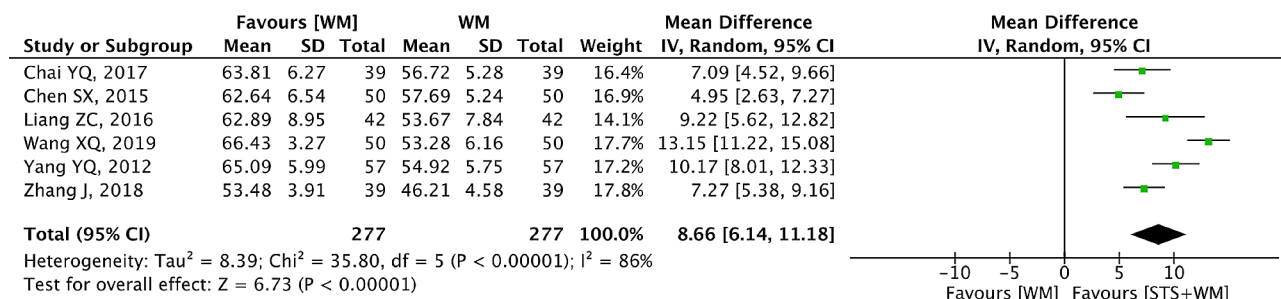 Favours [WM] WM Mean Difference Mean Difference
Study or Subgroup Mean SD Total Mean SD Total Weight IV, Random, 95% CI IV, Random, 95% CI
Chai YQ, 2017 63.81 6.27 39 56.72 5.28 39 16.4% 7.09 [4.52, 9.66]
Chen SX, 2015 62.64 6.54 50 57.69 5.24 50 16.9% 4.95 [2.63, 7.27]
Liang ZC, 2016 62.89 8.95 42 53.67 7.84 42 14.1% 9.22 [5.62, 12.82]
Wang XQ, 2019 66.43 3.27 50 53.28 6.16 50 17.7% 13.15 [11.22, 15.08]
Yang YQ, 2012 65.09 5.99 57 54.92 5.75 57 17.2% 10.17 [8.01, 12.33]
Zhang J, 2018 53.48 3.91 39 46.21 4.58 39 17.8% 7.27 [5.38, 9.16]
Total (95% CI) 277 277 100.0% 8.66 [6.14, 11.18]
Heterogeneity: Tau² = 8.39; Chi² = 35.80, df = 5 (P < 0.00001); I² = 86%
Test for overall effect: Z = 6.73 (P < 0.00001)
-10 -5 0 5 10
Favours [WM] Favours [STS+WM]